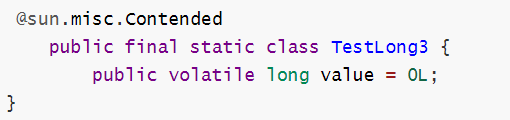 @sun.misc.Contended
public final static class TestLong3 {
public volatile long value = 0L;
}